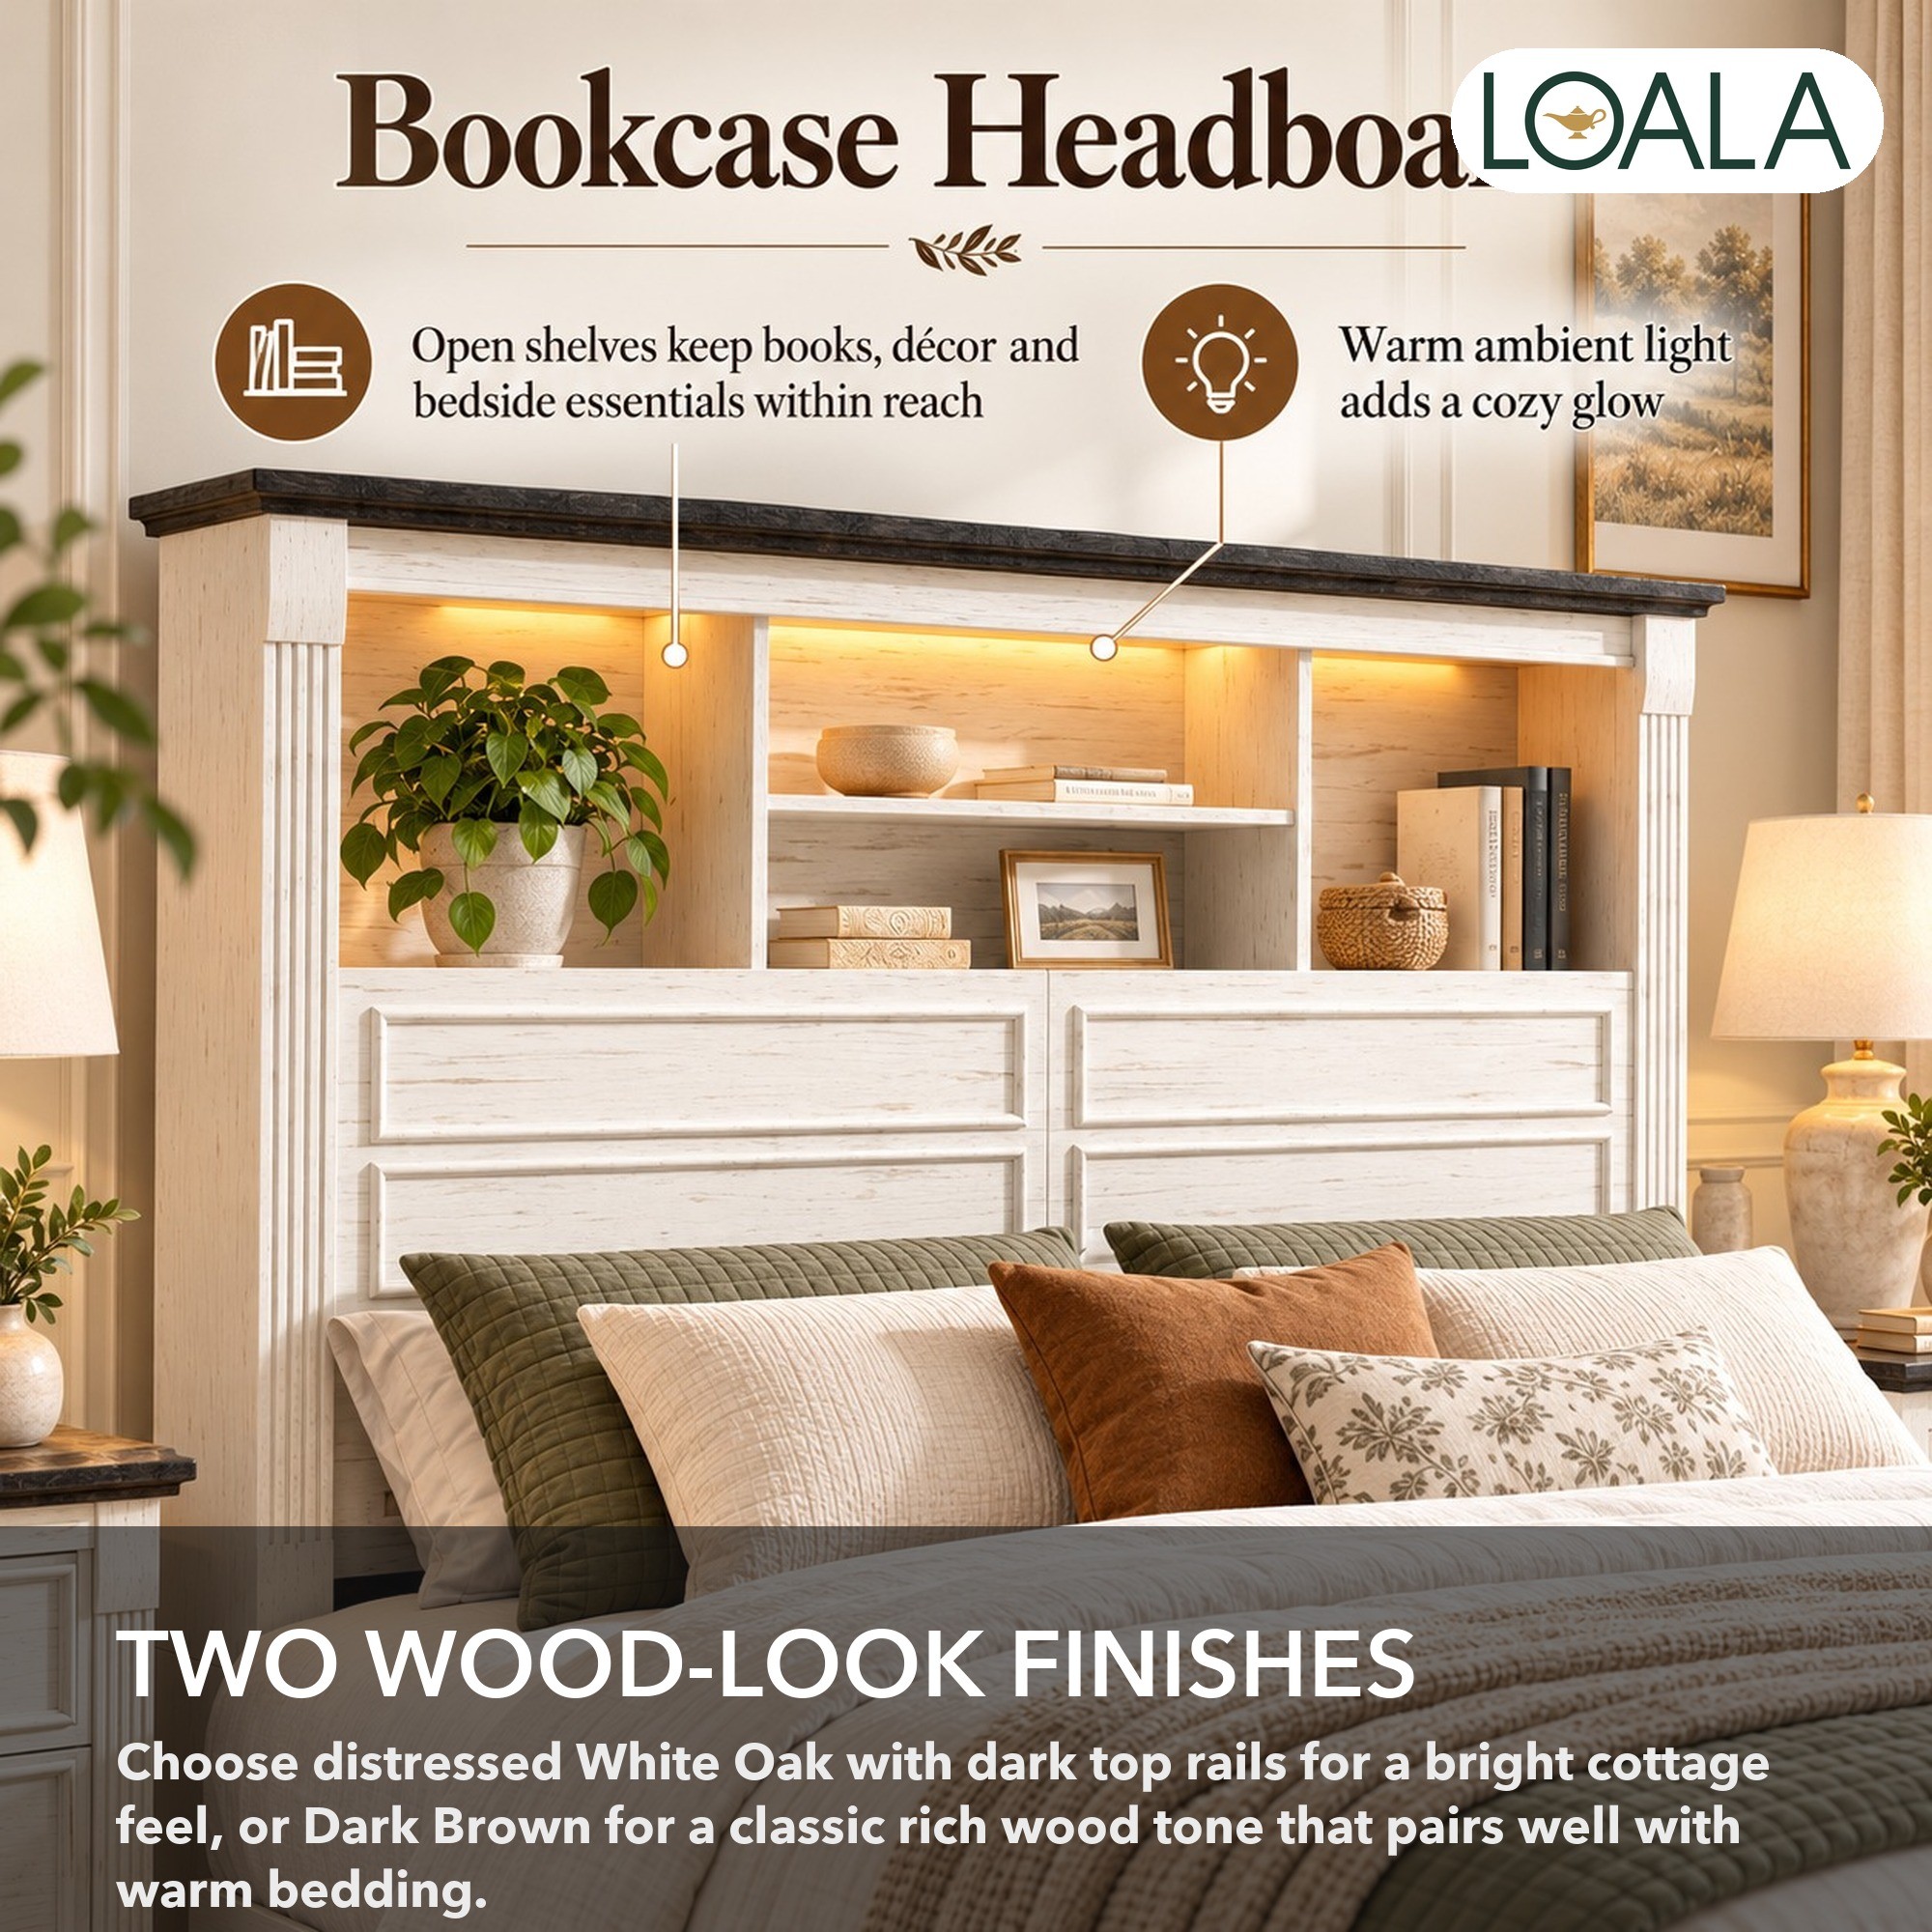 Bookcase Headboa
LOALA
Open shelves keep books, décor and
bedside essentials within reach
Warm ambient light
adds a cozy glow
TWO WOOD-LOOK FINISHES
Choose distressed White Oak with dark top rails for a bright cottage
feel, or Dark Brown for a classic rich wood tone that pairs well with
warm bedding.